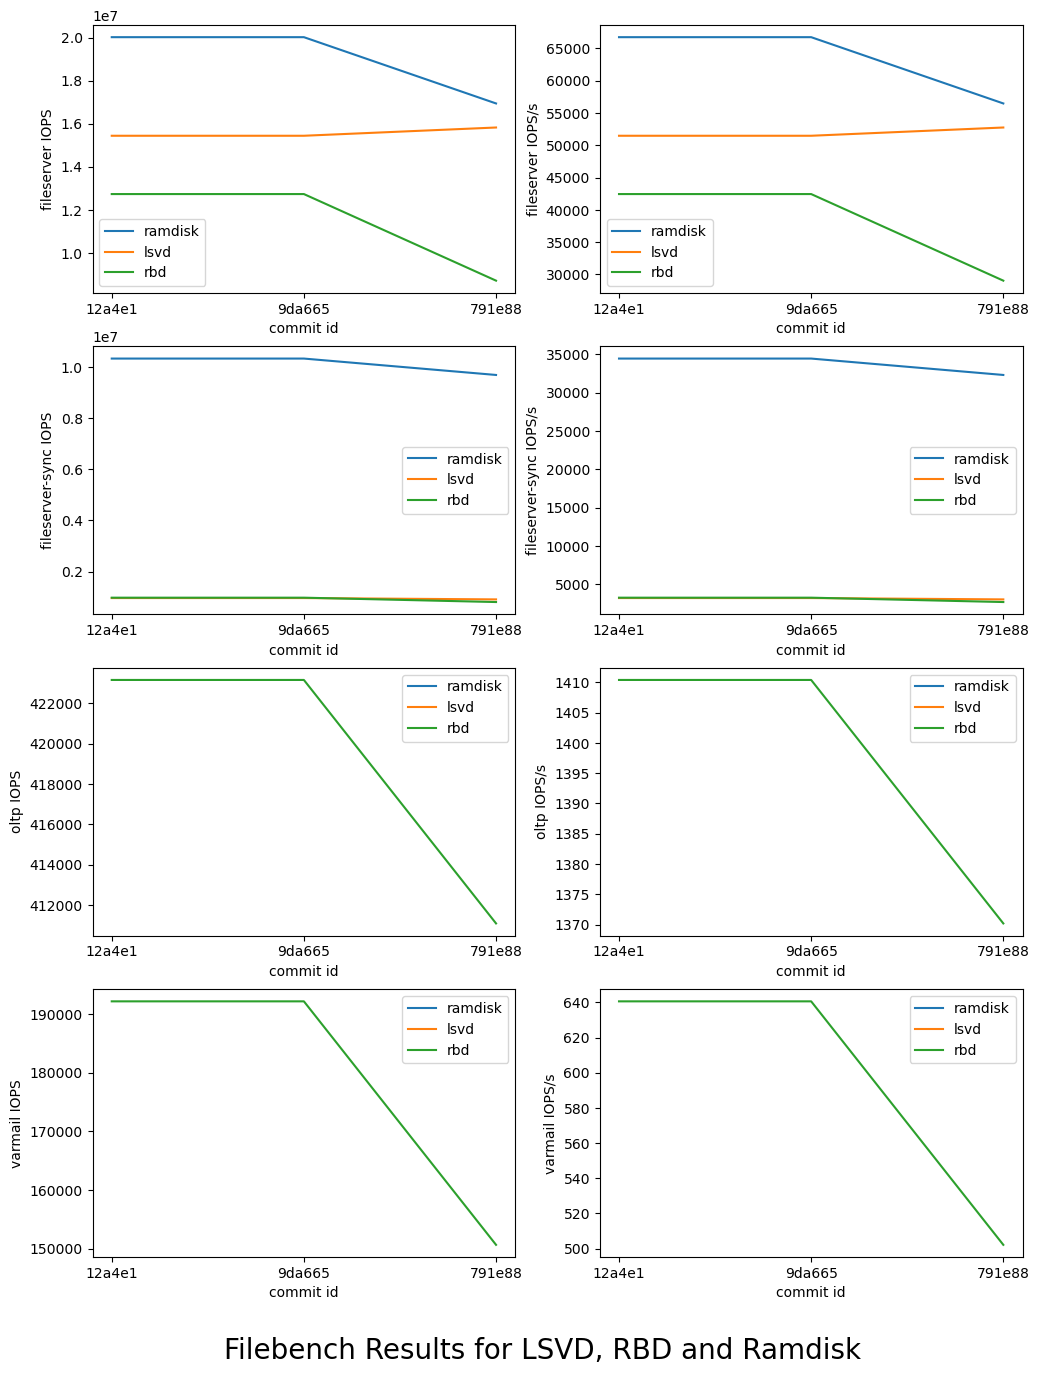 1e7
2.0
1.8
1.6
1.4
1.2
1.0
fileserver IOPS
ramdisk
lsvd
rbd
12a4e1 9da665 791e88
commit id
65000
60000
55000
50000
45000
40000
35000
30000
fileserver IOPS/s
ramdisk
lsvd
rbd
12a4e1 9da665 791e88
commit id
1e7
1.0
0.8
0.6
0.4
0.2
fileserver-sync IOPS
ramdisk
lsvd
rbd
12a4e1 9da665 791e88
commit id
35000
30000
25000
20000
15000
10000
5000
fileserver-sync IOPS/s
ramdisk
lsvd
rbd
12a4e1 9da665 791e88
commit id
422000
420000
418000
416000
414000
412000
oltp IOPS
ramdisk
lsvd
rbd
12a4e1 9da665 791e88
commit id
1410
1405
1400
1395
1390
1385
1380
1375
1370
oltp IOPS/s
ramdisk
lsvd
rbd
12a4e1 9da665 791e88
commit id
190000
180000
170000
160000
150000
varmail IOPS
ramdisk
lsvd
rbd
12a4e1 9da665 791e88
commit id
640
620
600
580
560
540
520
500
varmail IOPS/s
ramdisk
lsvd
rbd
12a4e1 9da665 791e88
commit id
Filebench Results for LSVD, RBD and Ramdisk